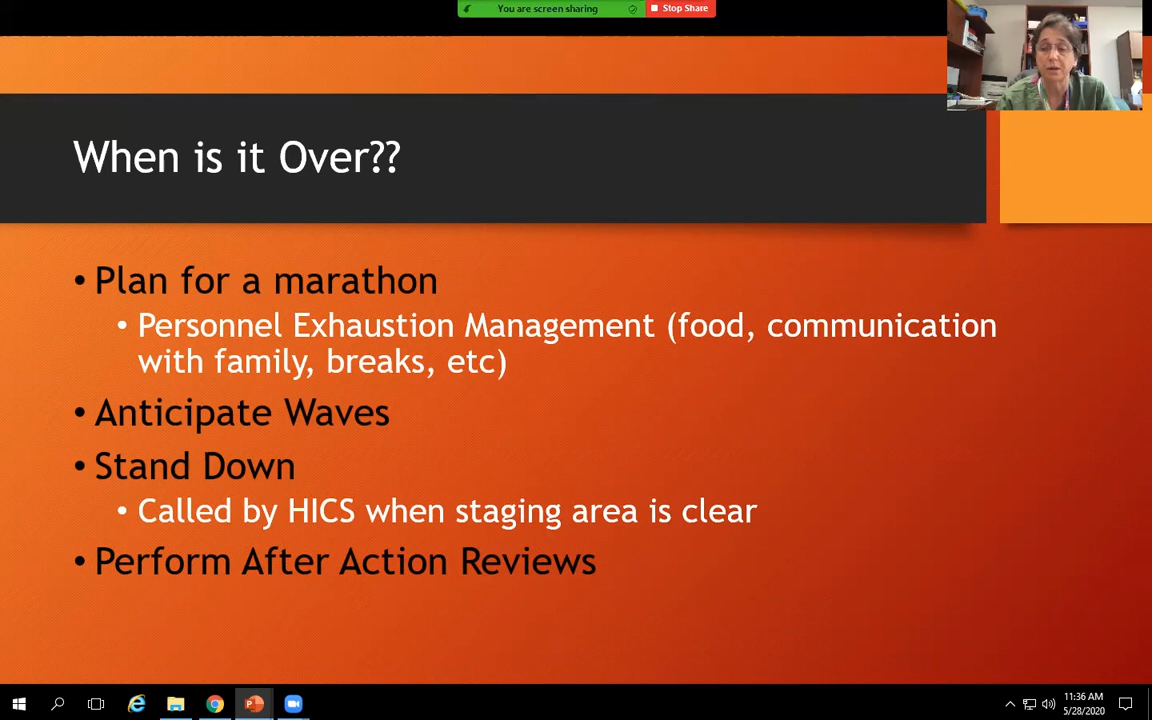 You are screen sharing
Stop Share
When is it Over??
• Plan for a marathon
• Personnel Exhaustion Management (food, communication
with family, breaks, etc)
• Anticipate Waves
• Stand Down
• Called by HICS when staging area is clear
• Perform After Action Reviews
11:36 AM
5/28/2020